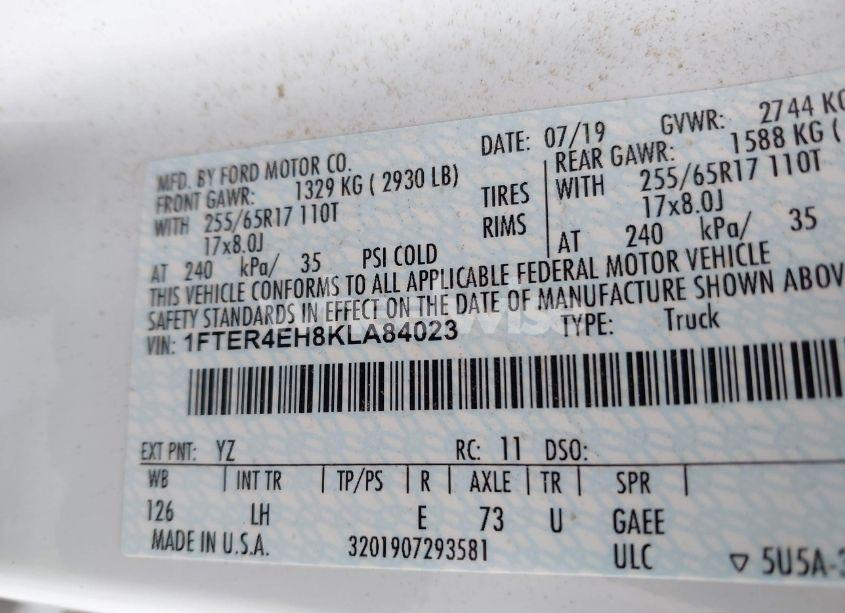 MFD. BY FORD MOTOR CO.
DATE: 07/19
GVWR: 2744 KG
FRONT GAWR: 1329 KG ( 2930 LB)
REAR GAWR: 1588 KG (
WITH 255/65R17 110T
TIRES
WITH 255/65R17 110T
17x8.0J
RIMS
17x8.0J
AT 240 kPa/ 35 PSI COLD
AT 240 kPa/ 35
THIS VEHICLE CONFORMS TO ALL APPLICABLE FEDERAL MOTOR VEHICLE
SAFETY STANDARDS IN EFFECT ON THE DATE OF MANUFACTURE SHOWN ABOV
VIN: 1FTER4EH8KLA84023
TYPE: Truck
EXT PNT: YZ RC: 11 DSO:
WB INT TR TP/PS R AXLE TR SPR
126 LH E 73 U GAEE
MADE IN U.S.A. 3201907293581 ULC 5U5A-3